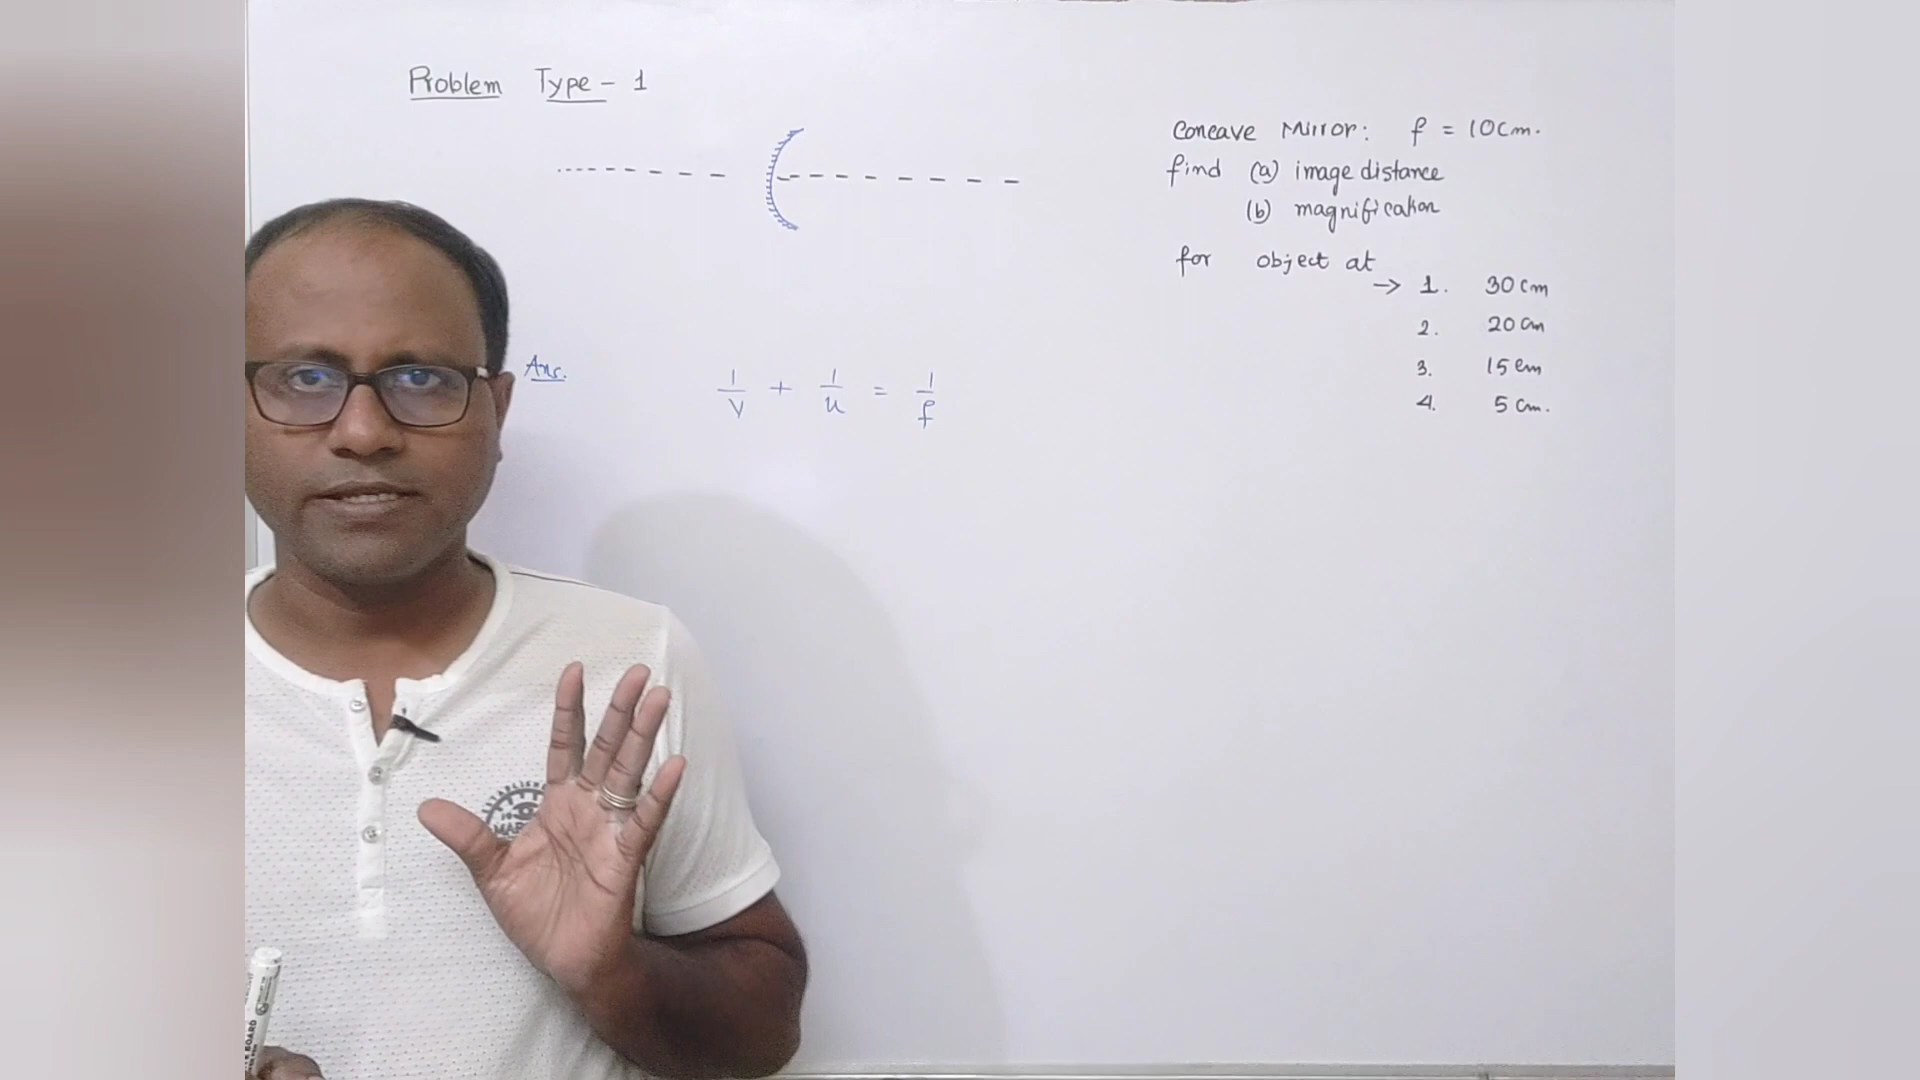 Problem Type - 1
Concave Mirror: f = 10cm.
find (a) image distance
(b) magnification
for object at
→ 1. 30 cm
2. 20 cm
3. 15 cm
4. 5 cm.
Ans.
1/v + 1/u = 1/f